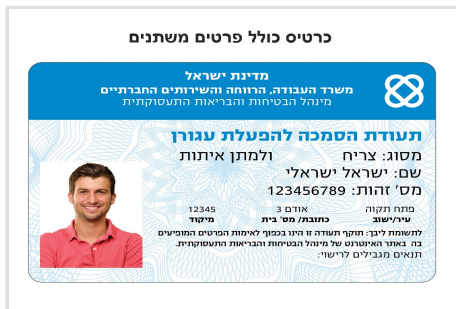 כרטיס כולל פרטים משתנים
מדינת ישראל
משרד העבודה, הרווחה והשירותים החברתיים
מינהל הבטיחות והבריאות התעסוקתית
תעודת הסמכה להפעלת עגורן
מסוג: צריח ולמתן איתות
שם: ישראל ישראלי
מס' זהות: 123456789
פתח תקוה אודם 3 12345
עיר/ישוב כתובת/ מס' בית מיקוד
לתשומת ליבך: תוקף תעודה זו הינו בכפוף לאימות הפרטים המופיעים
בה באתר האינטרנט של מינהל הבטיחות והבריאות התעסוקתית.
תנאים מגבילים לרישוי: